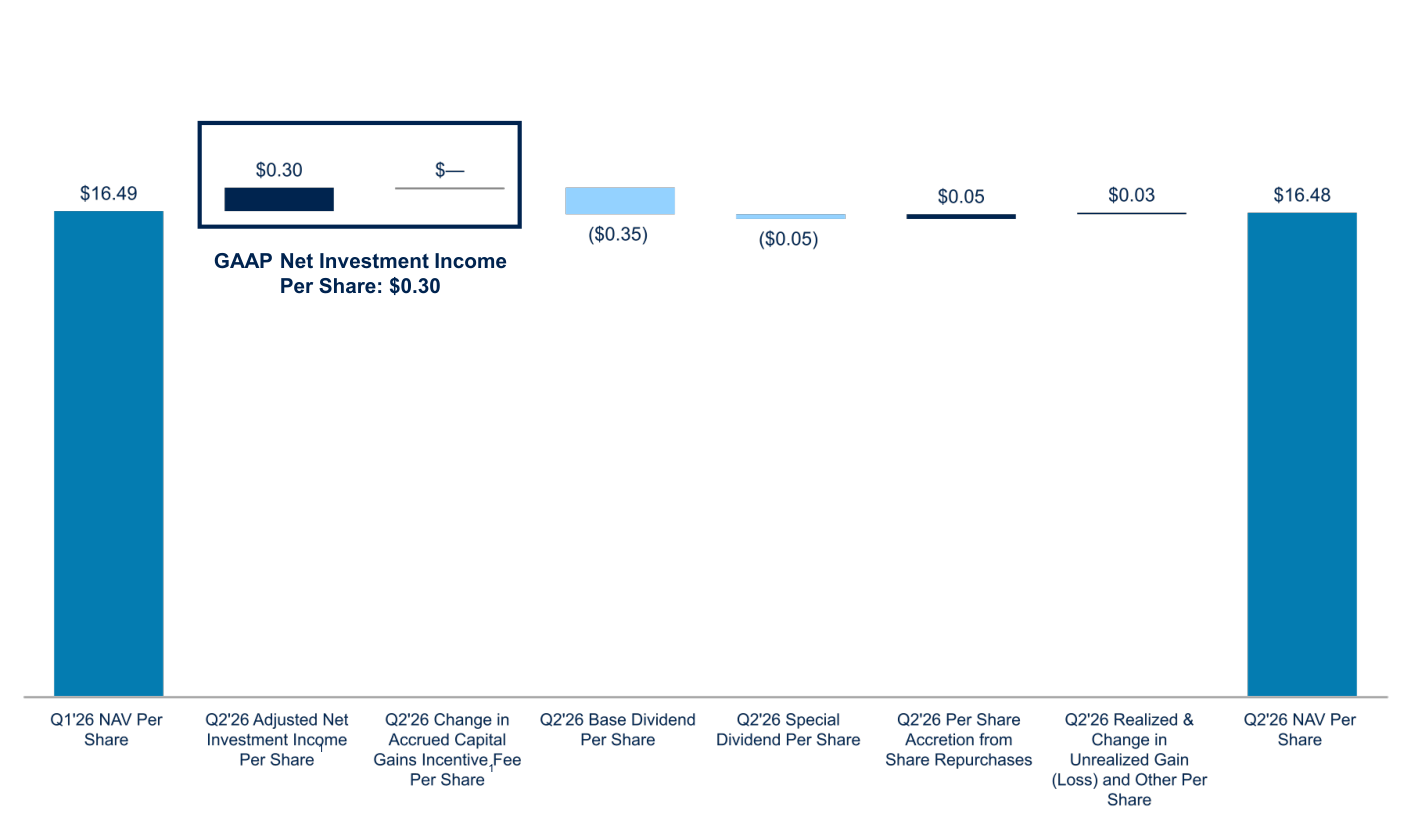 $0.30
$—
$16.49
($0.35)
($0.05)
$0.05
$0.03
$16.48
GAAP Net Investment Income
Per Share: $0.30
Q1'26 NAV Per
Share
Q2'26 Adjusted Net
Investment Income
Per Share1
Q2'26 Change in
Accrued Capital
Gains Incentive Fee
Per Share1
Q2'26 Base Dividend
Per Share
Q2'26 Special
Dividend Per Share
Q2'26 Per Share
Accretion from
Share Repurchases
Q2'26 Realized &
Change in
Unrealized Gain
(Loss) and Other Per
Share
Q2'26 NAV Per
Share